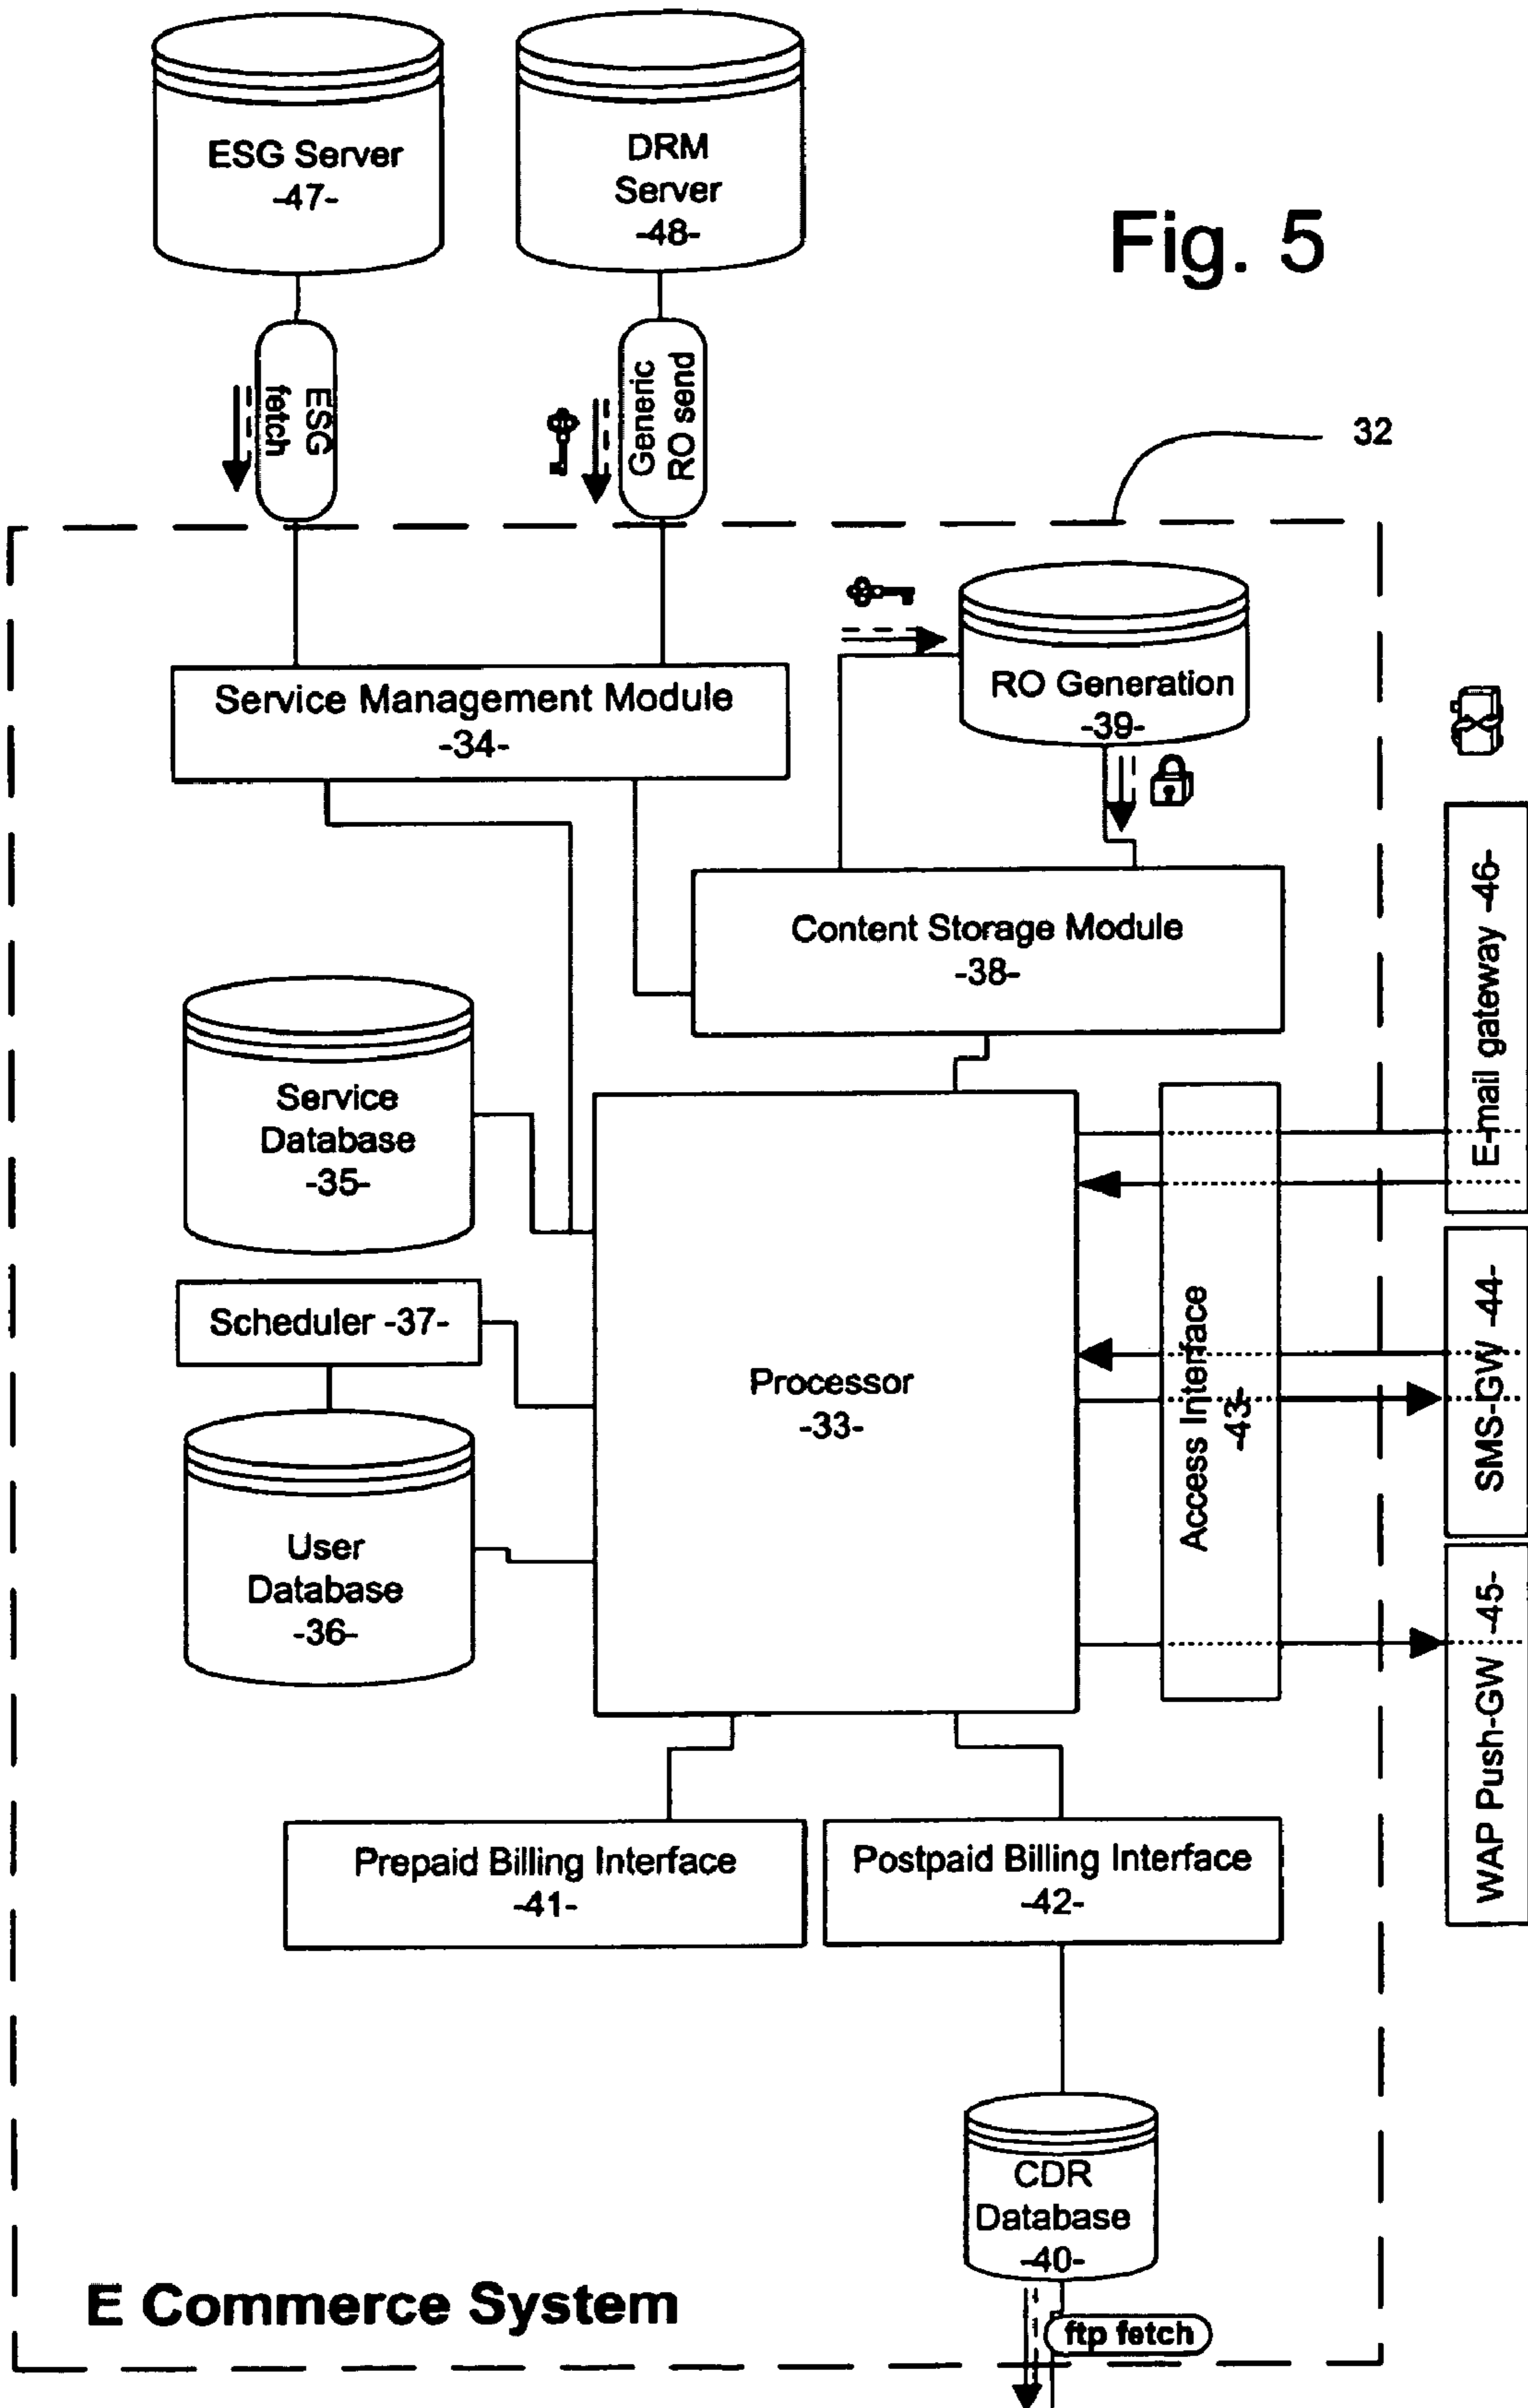 ESG Server
-47-
DRM
Server
-48-
Fig. 5
ESG
fetch
Generic
RO send
32
Service Management Module
-34-
RO Generation
-39-
Content Storage Module
-38-
E-mail gateway -46-
Service
Database
-35-
Scheduler -37-
Processor
-33-
Access Interface
-43-
SMS-GW -44-
User
Database
-36-
WAP Push-GW -45-
Prepaid Billing Interface
-41-
Postpaid Billing Interface
-42-
CDR
Database
-40-
E Commerce System
ftp fetch